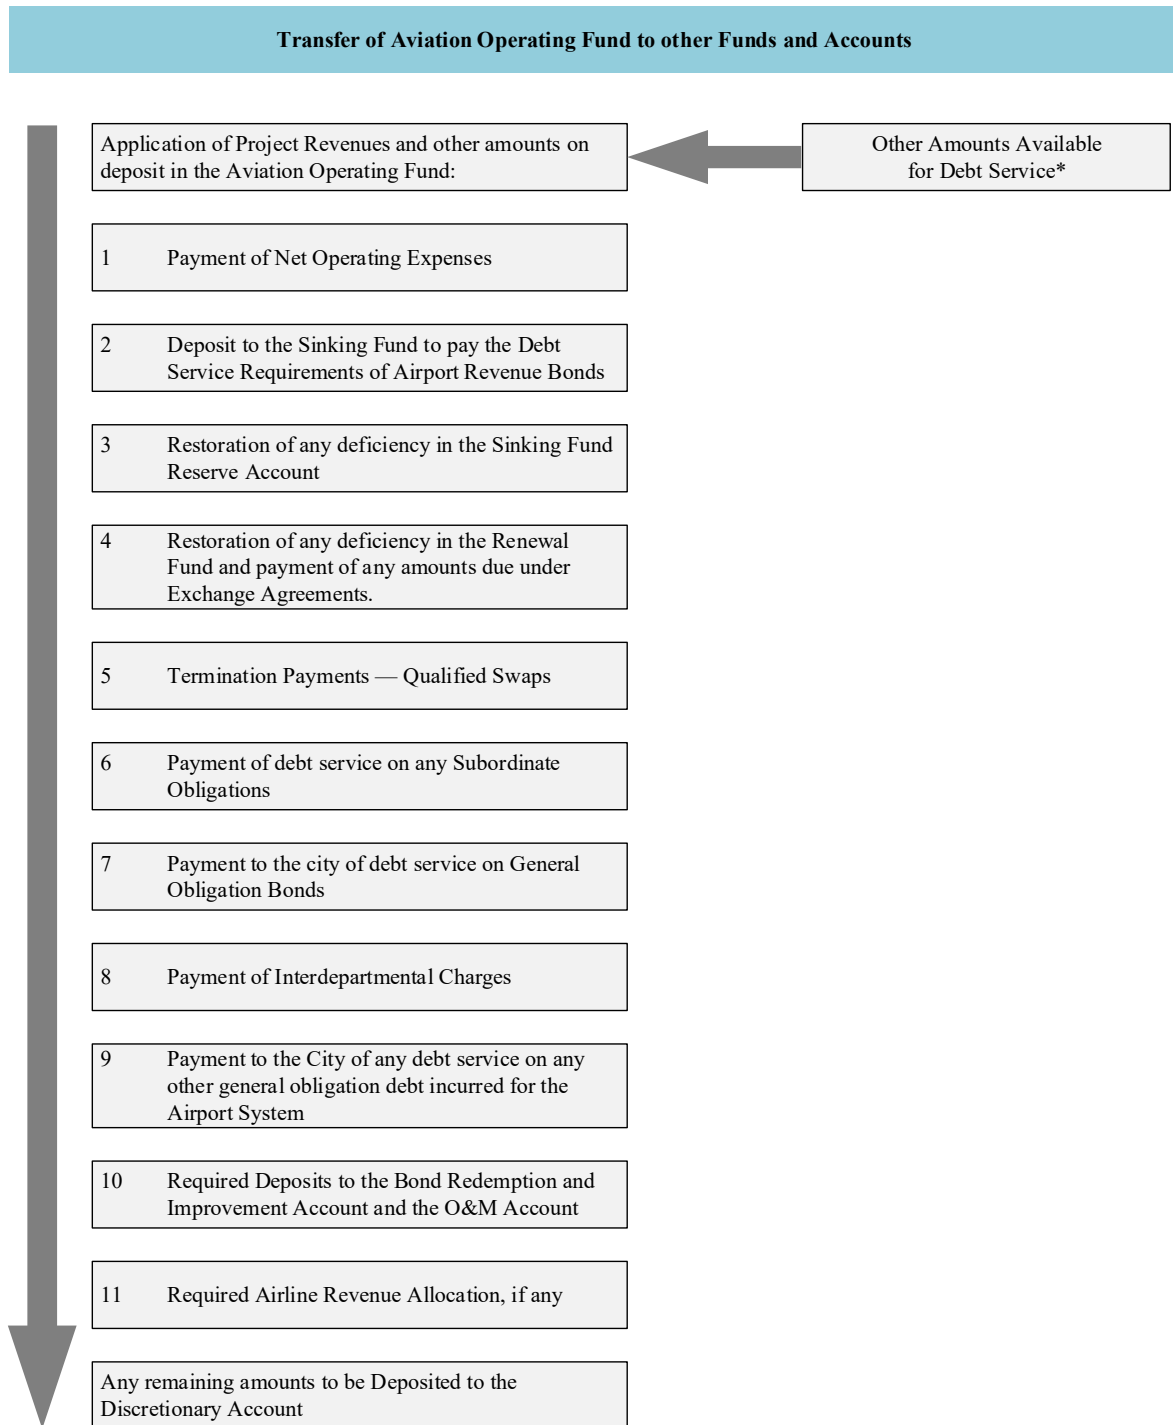 Transfer of Aviation Operating Fund to other Funds and Accounts
Application of Project Revenues and other amounts on
deposit in the Aviation Operating Fund:
Other Amounts Available
for Debt Service*
1 Payment of Net Operating Expenses
2 Deposit to the Sinking Fund to pay the Debt
Service Requirements of Airport Revenue Bonds
3 Restoration of any deficiency in the Sinking Fund
Reserve Account
4 Restoration of any deficiency in the Renewal
Fund and payment of any amounts due under
Exchange Agreements.
5 Termination Payments — Qualified Swaps
6 Payment of debt service on any Subordinate
Obligations
7 Payment to the city of debt service on General
Obligation Bonds
8 Payment of Interdepartmental Charges
9 Payment to the City of any debt service on any
other general obligation debt incurred for the
Airport System
10 Required Deposits to the Bond Redemption and
Improvement Account and the O&M Account
11 Required Airline Revenue Allocation, if any
Any remaining amounts to be Deposited to the
Discretionary Account